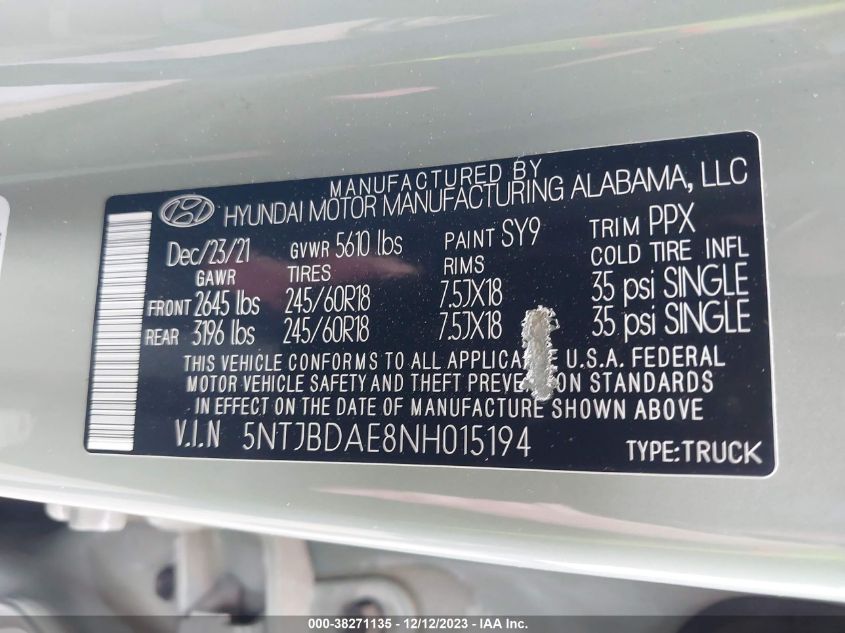 MANUFACTURED BY
HYUNDAI MOTOR MANUFACTURING ALABAMA, LLC
Dec/23/21 GVWR 5610 lbs PAINT SY9 TRIM PPX
GAWR TIRES RIMS COLD TIRE INFL
FRONT 2645 lbs 245/60R18 7.5JX18 35 psi SINGLE
REAR 3196 lbs 245/60R18 7.5JX18 35 psi SINGLE
THIS VEHICLE CONFORMS TO ALL U.S.A. FEDERAL
MOTOR VEHICLE SAFETY AND THEFT STANDARDS
IN EFFECT ON THE DATE OF MANUFACTURE SHOWN ABOVE
V.I.N 5NTJBDAE8NH015194 TYPE:TRUCK
000-38271135 - 12/12/2023 - © IAA Inc.